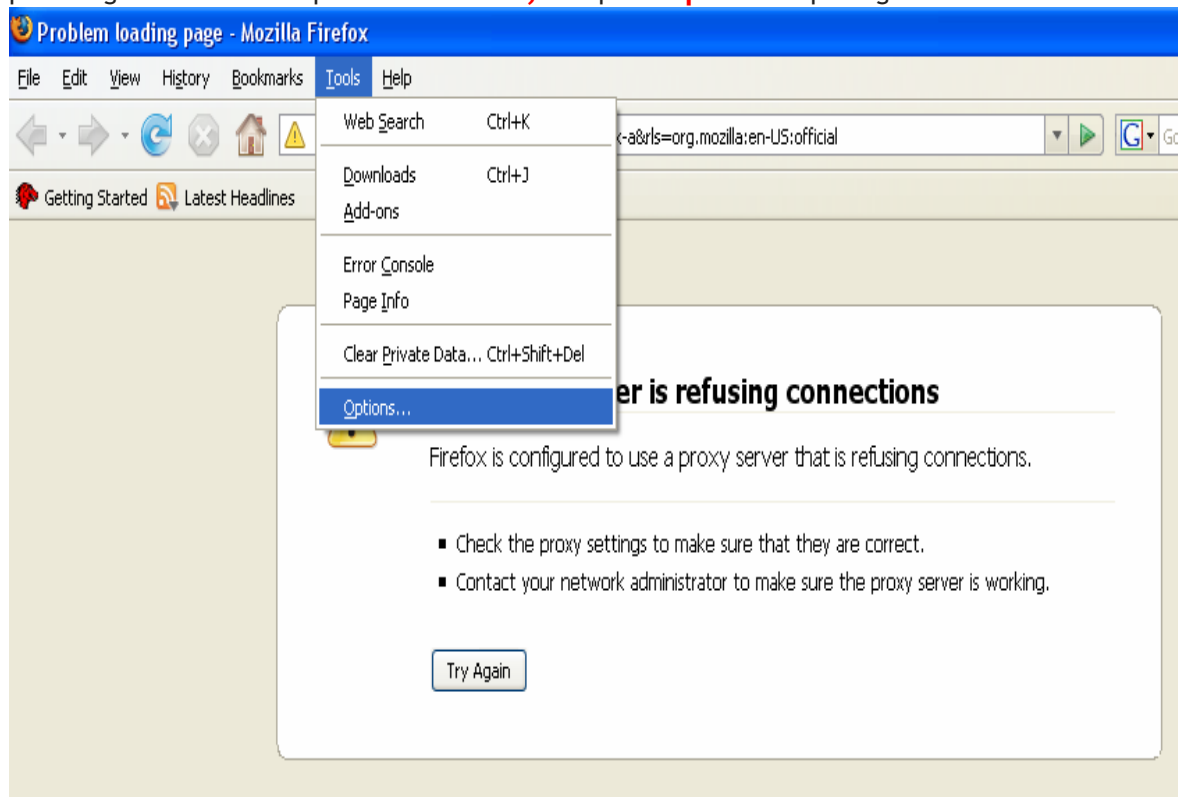 Problem loading page - Mozilla Firefox
File Edit View History Bookmarks Tools Help
Web Search Ctrl+K
-a&rls=org.mozilla:en-US:official
G
Downloads Ctrl+J
Getting Started Latest Headlines
Add-ons
Error Console
Page Info
Clear Private Data... Ctrl+Shift+Del
Options...
er is refusing connections
Firefox is configured to use a proxy server that is refusing connections.
Check the proxy settings to make sure that they are correct.
Contact your network administrator to make sure the proxy server is working.
Try Again